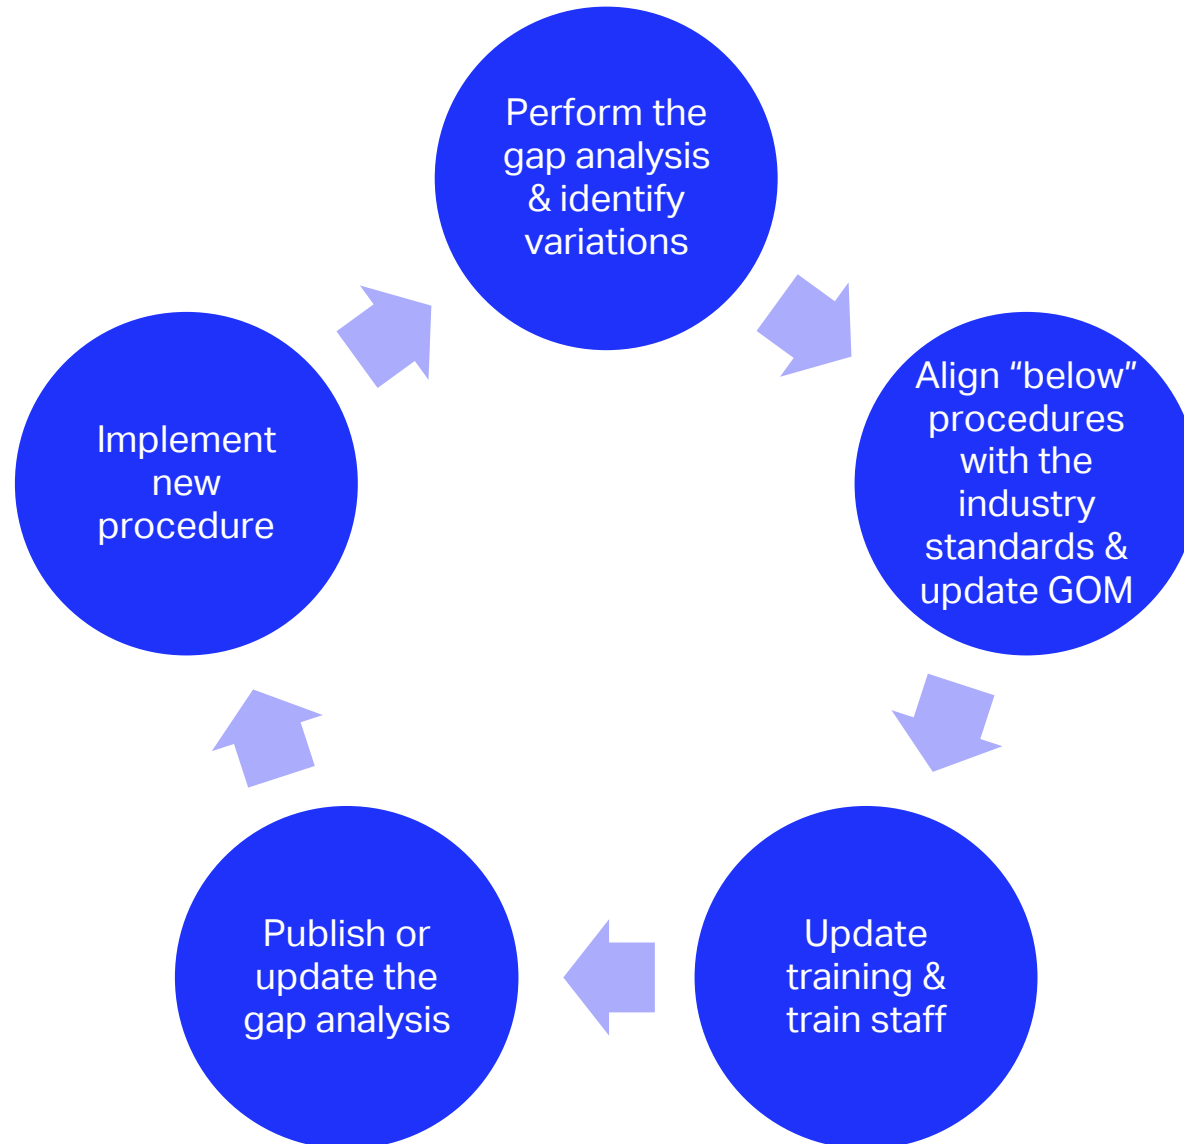 Perform the
gap analysis
& identify
variations
Align “below”
procedures
with the
industry
standards &
update GOM
Update
training &
train staff
Publish or
update the
gap analysis
Implement
new
procedure